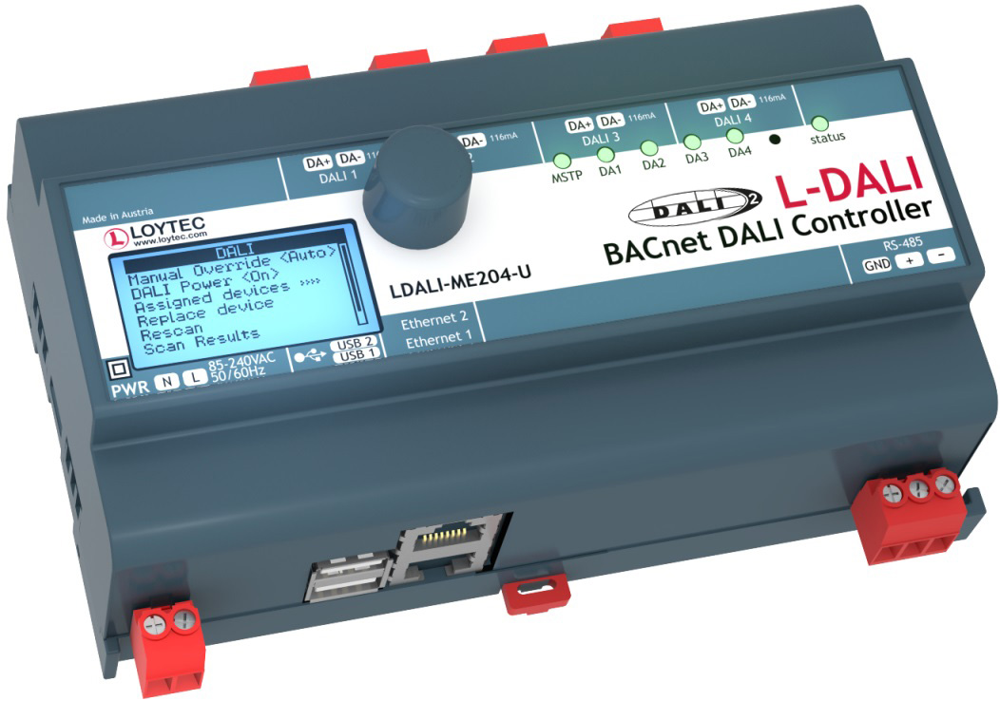 DA+ DA- 11
DALI 1
DA- 116mA
2
DA+ DA- 116mA
DALI 3
DA+ DA- 116mA
DALI 4
MSTP DA1 DA2 DA3 DA4 status
Made in Austria
L LOYTEC
www.loytec.com
DALI 2
L-DALI
BACnet DALI Controller
LDALI-ME204-U
DALI
Manual Override <Auto>
DALI Power <On>
Assigned devices »»
Replace device
Rescan
Scan Results
RS-485
GND + -
Ethernet 2
Ethernet 1
USB 2
USB 1
PWR N L 85-240VAC
50/60Hz